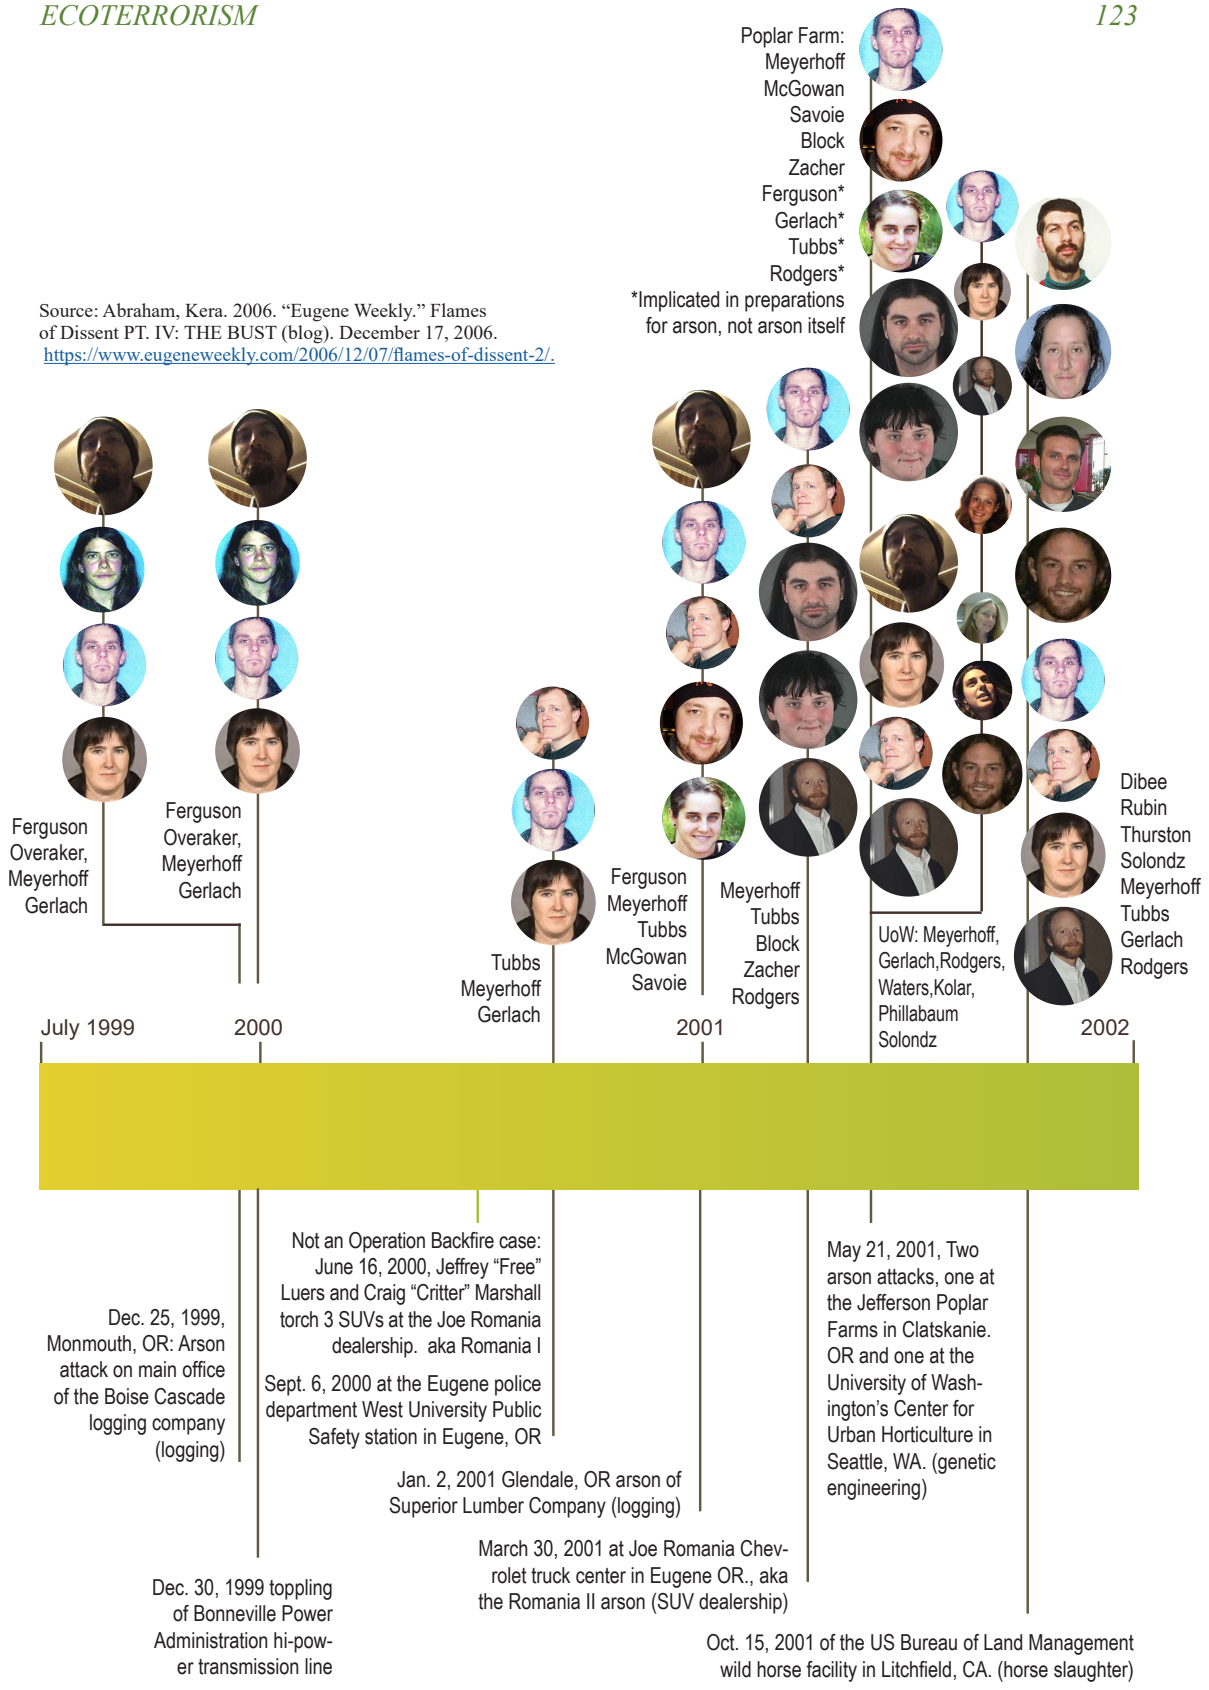 ECOTERRORISM
123
Poplar Farm:
Meyerhoff
McGowan
Savoie
Block
Zacher
Ferguson*
Gerlach*
Tubbs*
Rodgers*
*Implicated in preparations
for arson, not arson itself
Source: Abraham, Kera. 2006. “Eugene Weekly.” Flames
of Dissent PT. IV: THE BUST (blog). December 17, 2006.
https://www.eugeneweekly.com/2006/12/07/flames-of-dissent-2/.
Ferguson
Overaker,
Meyerhoff
Gerlach
Ferguson
Overaker,
Meyerhoff
Gerlach
Tubbs
Meyerhoff
Gerlach
Ferguson
Meyerhoff
Tubbs
McGowan
Savoie
Meyerhoff
Tubbs
Block
Zacher
Rodgers
UoW: Meyerhoff,
Gerlach,Rodgers,
Waters,Kolar,
Phillabaum
Solondz
Dibee
Rubin
Thurston
Solondz
Meyerhoff
Tubbs
Gerlach
Rodgers
July 1999
2000
2001
2002
Dec. 25, 1999,
Monmouth, OR: Arson
attack on main office
of the Boise Cascade
logging company
(logging)
Dec. 30, 1999 toppling
of Bonneville Power
Administration hi-pow-
er transmission line
Not an Operation Backfire case:
June 16, 2000, Jeffrey “Free”
Luers and Craig “Critter” Marshall
torch 3 SUVs at the Joe Romania
dealership.  aka Romania I
Sept. 6, 2000 at the Eugene police
department West University Public
Safety station in Eugene, OR
Jan. 2, 2001 Glendale, OR arson of
Superior Lumber Company (logging)
March 30, 2001 at Joe Romania Chev-
rolet truck center in Eugene OR., aka
the Romania II arson (SUV dealership)
May 21, 2001, Two
arson attacks, one at
the Jefferson Poplar
Farms in Clatskanie.
OR and one at the
University of Wash-
ington’s Center for
Urban Horticulture in
Seattle, WA. (genetic
engineering)
Oct. 15, 2001 of the US Bureau of Land Management
wild horse facility in Litchfield, CA. (horse slaughter)